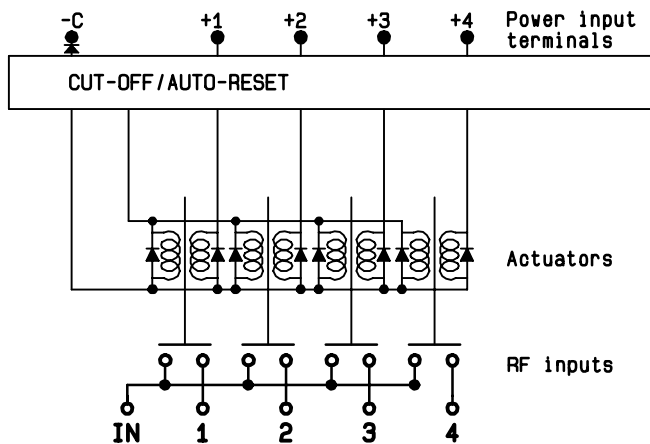 -C +1 +2 +3 +4 Power input
terminals
CUT-OFF/AUTO-RESET
Actuators
RF inputs
IN 1 2 3 4